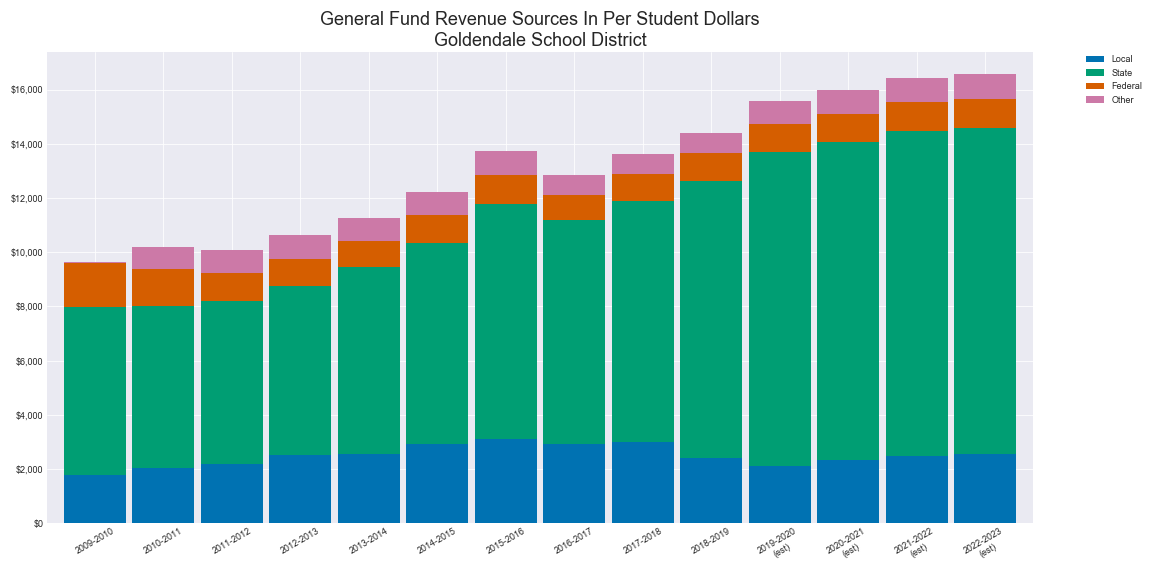 General Fund Revenue Sources In Per Student Dollars
Goldendale School District
Local
State
Federal
Other
$16,000
$14,000
$12,000
$10,000
$8,000
$6,000
$4,000
$2,000
$0
2009-2010
2010-2011
2011-2012
2012-2013
2013-2014
2014-2015
2015-2016
2016-2017
2017-2018
2018-2019
2019-2020
(est)
2020-2021
(est)
2021-2022
(est)
2022-2023
(est)